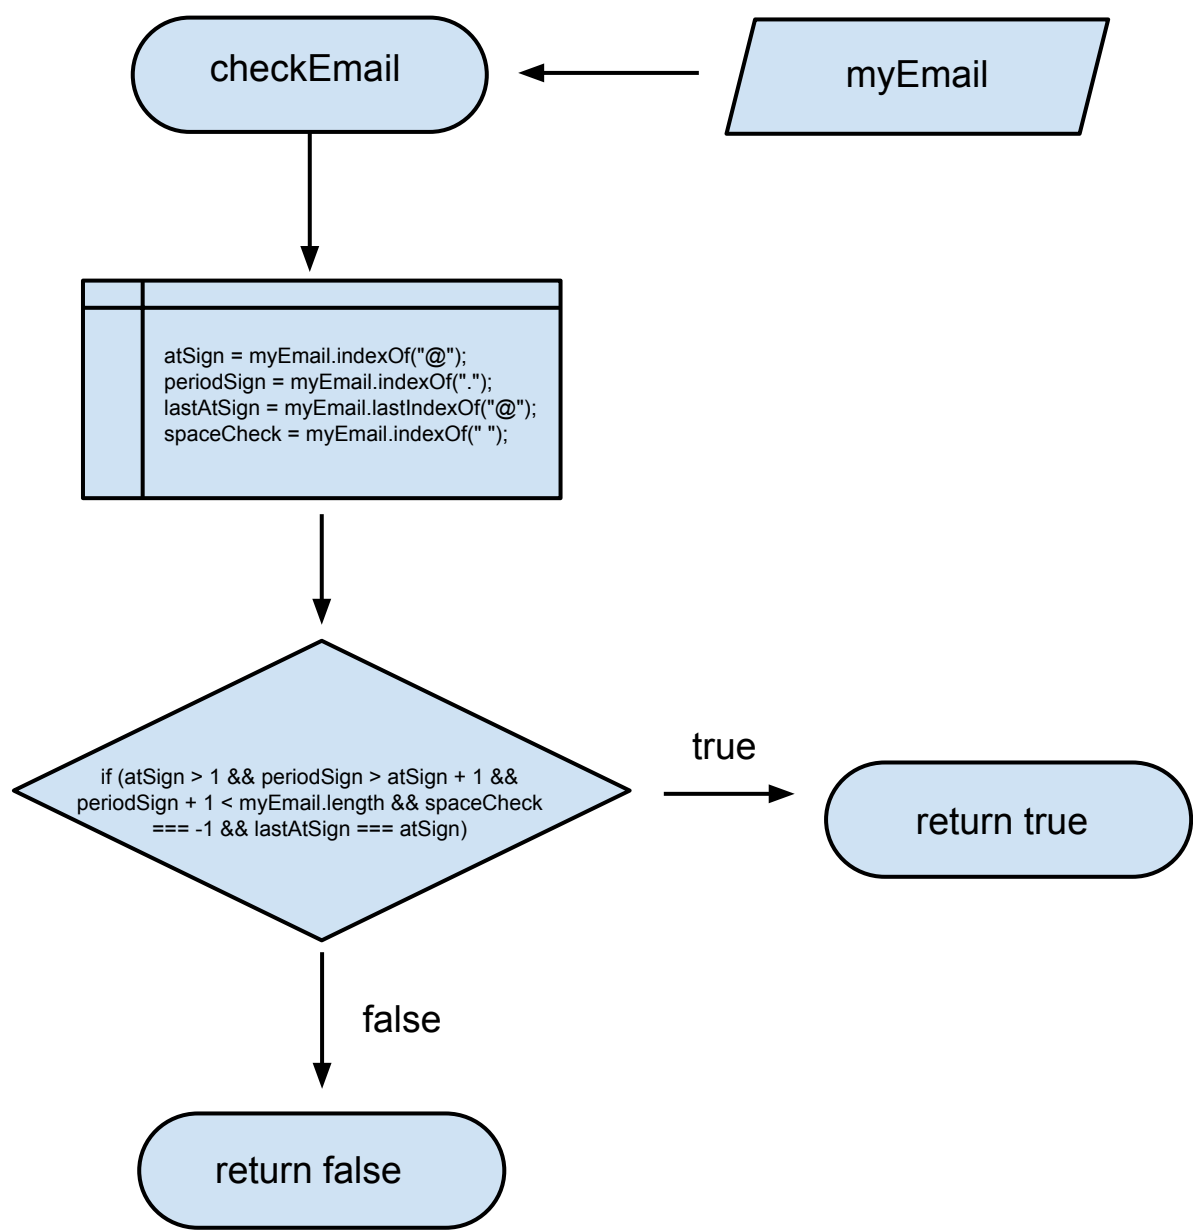 checkEmail
myEmail
atSign = myEmail.indexOf("@");
periodSign = myEmail.indexOf(".");
lastAtSign = myEmail.lastIndexOf("@");
spaceCheck = myEmail.indexOf(" ");
if (atSign > 1 && periodSign > atSign + 1 &&
periodSign + 1 < myEmail.length && spaceCheck
=== -1 && lastAtSign === atSign)
true
return true
false
return false